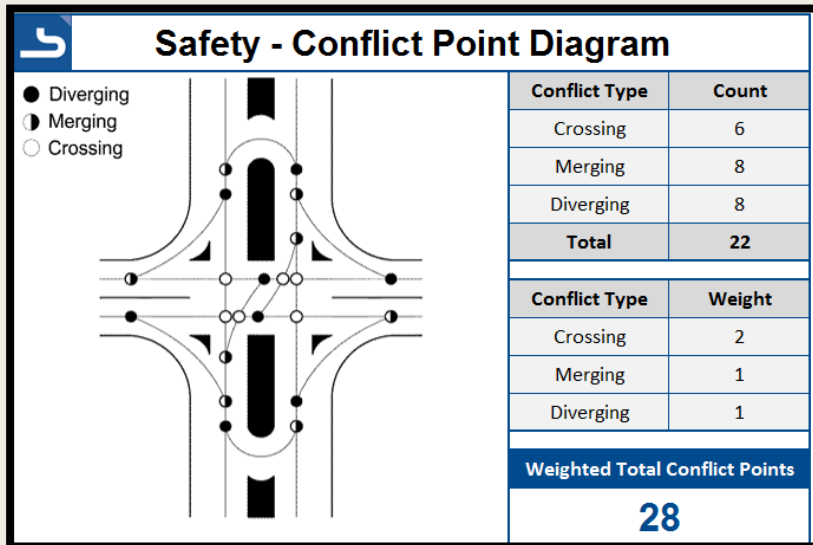 Safety - Conflict Point Diagram
Diverging
Merging
Crossing
Conflict Type Count
Crossing 6
Merging 8
Diverging 8
Total 22
Conflict Type Weight
Crossing 2
Merging 1
Diverging 1
Weighted Total Conflict Points
28